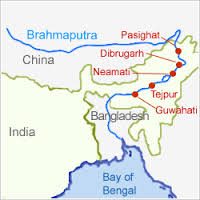 Pasighat
Brahmaputra
Dibrugarh
China
Neamati
Tejpur
Bangladesh
Guwahati
India
Bay of
Bengal